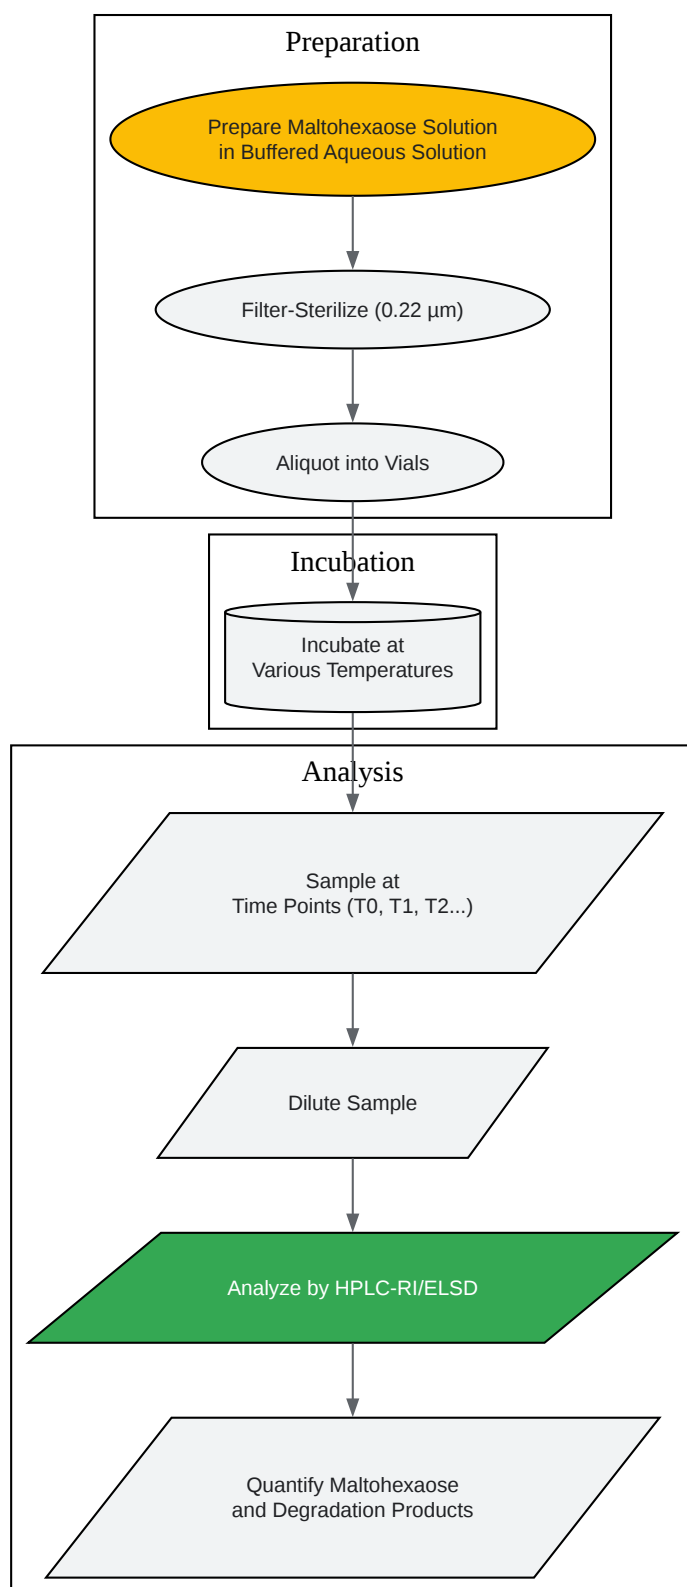 Preparation
Prepare Maltohexaose Solution
in Buffered Aqueous Solution
Filter-Sterilize (0.22 µm)
Aliquot into Vials
Incubation
Incubate at
Various Temperatures
Analysis
Sample at
Time Points (T0, T1, T2...)
Dilute Sample
Analyze by HPLC-RI/ELSD
Quantify Maltohexaose
and Degradation Products